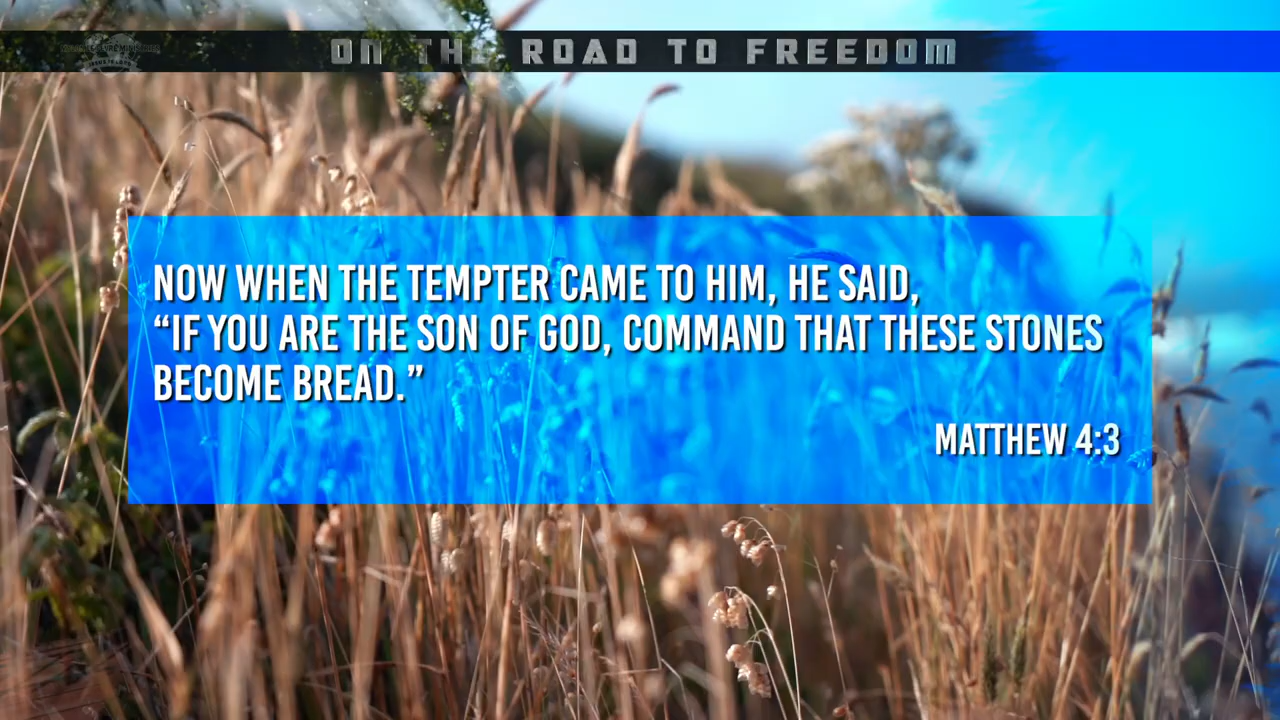 ON THE ROAD TO FREEDOM
NOW WHEN THE TEMPTER CAME TO HIM, HE SAID,
“IF YOU ARE THE SON OF GOD, COMMAND THAT THESE STONES
BECOME BREAD.”
MATTHEW 4:3